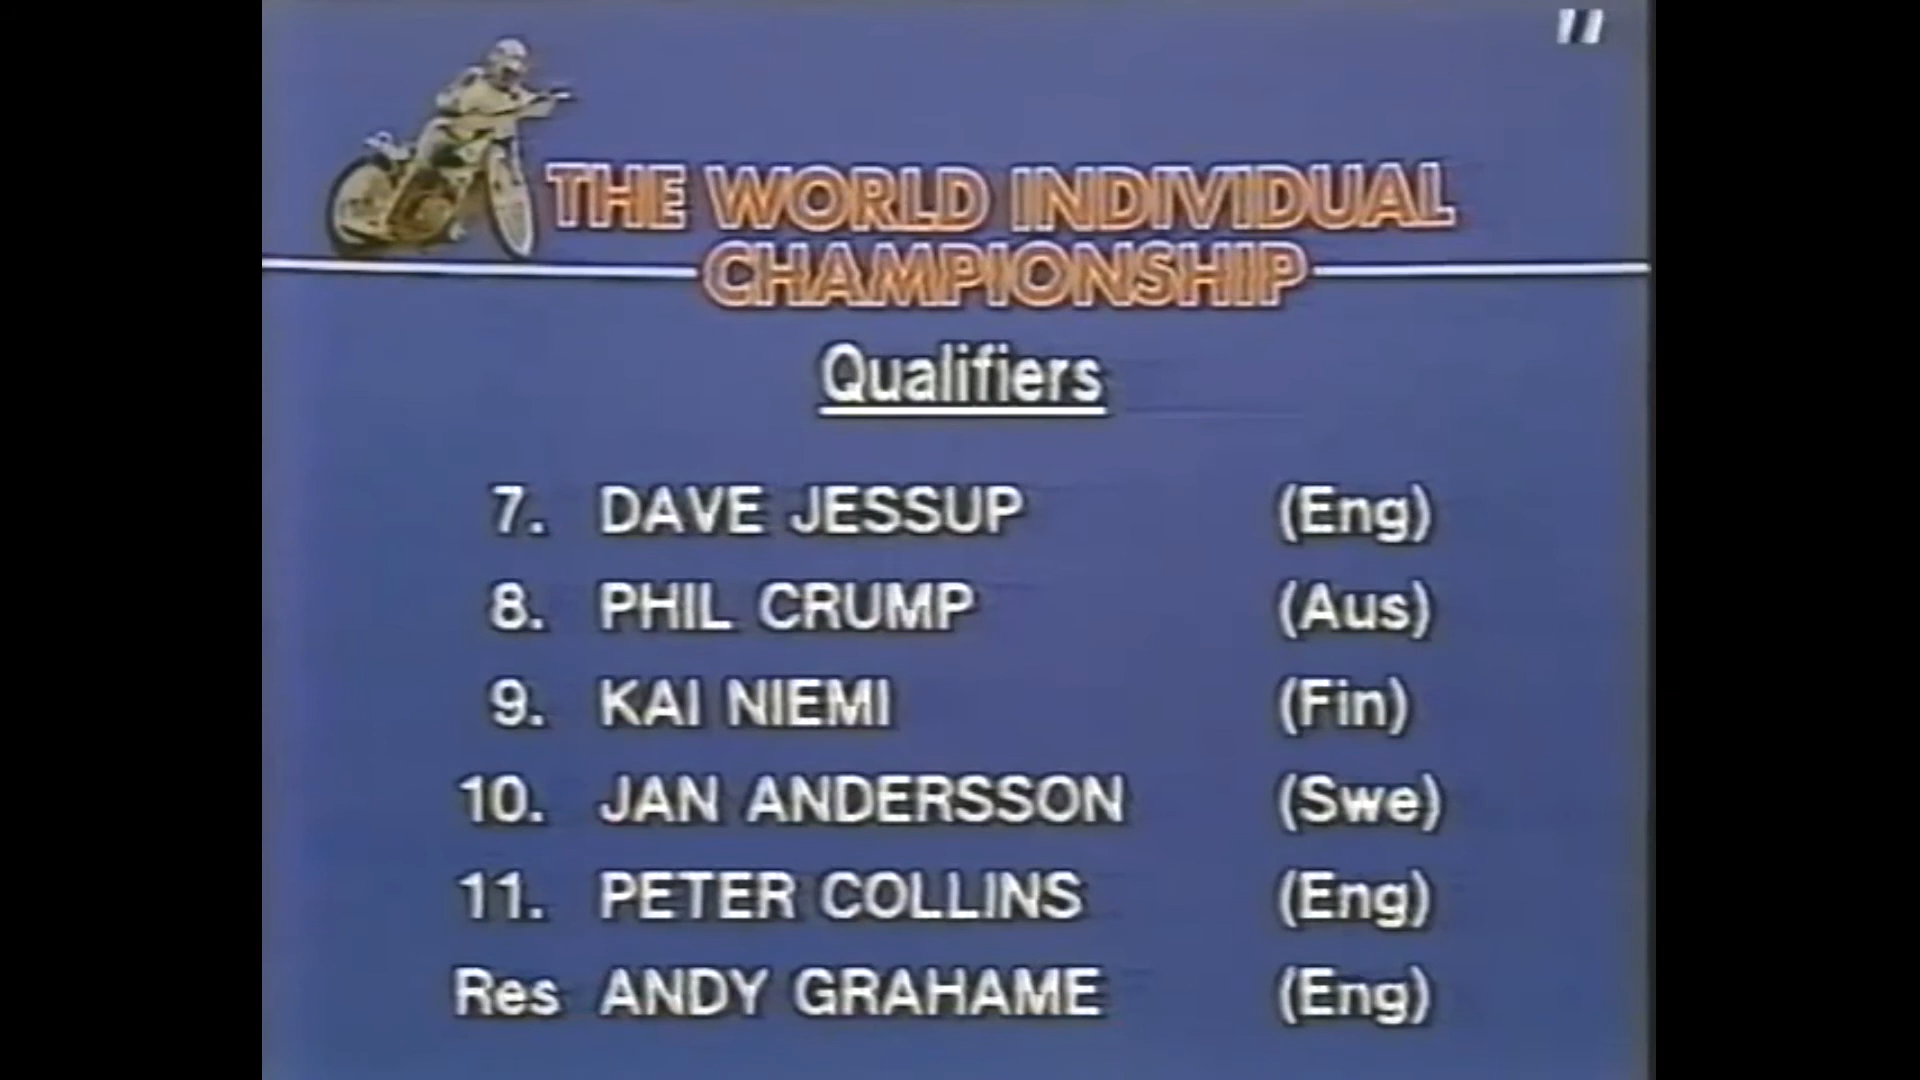 THE WORLD INDIVIDUAL
CHAMPIONSHIP
Qualifiers
7. DAVE JESSUP (Eng)
8. PHIL CRUMP (Aus)
9. KAI NIEMI (Fin)
10. JAN ANDERSSON (Swe)
11. PETER COLLINS (Eng)
Res ANDY GRAHAME (Eng)